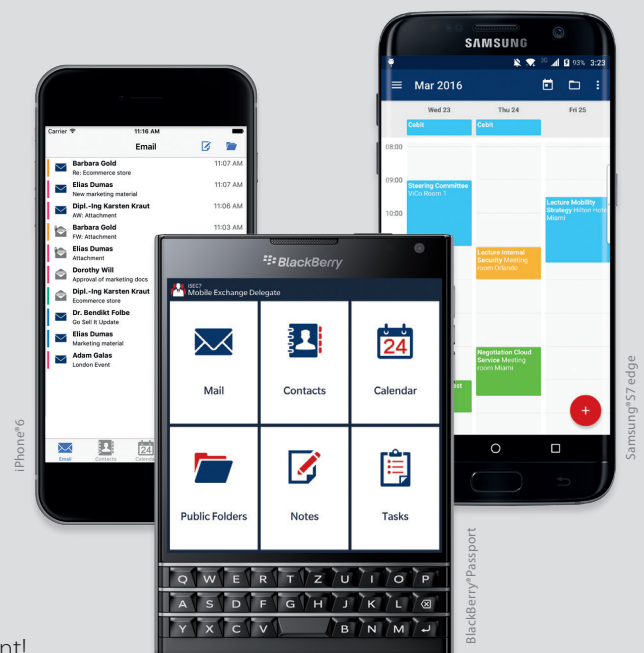 Carrier
11:16 AM
Email
Barbara Gold 11:07 AM
Re: Ecommerce store
Elias Dumas 11:07 AM
New marketing material
Dipl.-Ing Karsten Kraut 11:06 AM
AW: Attachment
Barbara Gold 11:03 AM
FW: Attachment
Elias Dumas
Attachment
Dorothy Will
Approval of marketing docs
Dipl.-Ing Karsten Kraut
Ecommerce store
Dr. Bendikt Folbe
Go Sell It Update
Elias Dumas
Marketing material
Adam Galas
London Event
24
Email Contacts
iPhone®6
BlackBerry
ISEC7
Mobile Exchange Delegate
24
Mail Contacts Calendar
Public Folders Notes Tasks
Q W E R T Z U I O P
A S D F G H J K L
Y X C V B N M
BlackBerry®Passport
SAMSUNG
3G 93% 3:23
Mar 2016
Wed 23 Thu 24 Fri 25
Cebit Cebit
08:00
09:00
Steering Committee
ViCo Room 1
Lecture Mobility
Strategy Hilton
Miami
10:00
Lecture Internal
Security Meeting
room Orlando
Negotiation Cloud
Service Meeting
room Miami
+
Samsung®S7 edge